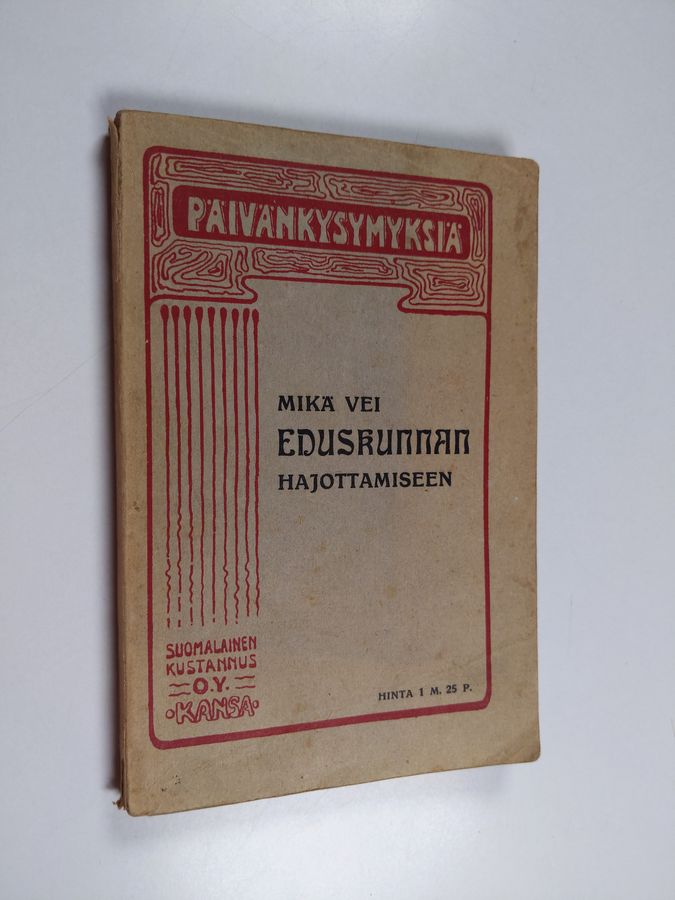 PÄIVÄNKYSYMYKSIÄ
MIKÄ VEI
EDUSKUNNAN
HAJOTTAMISEEN
SUOMALAINEN
KUSTANNUS
O.Y.
·KANSA·
HINTA 1 M. 25 P.